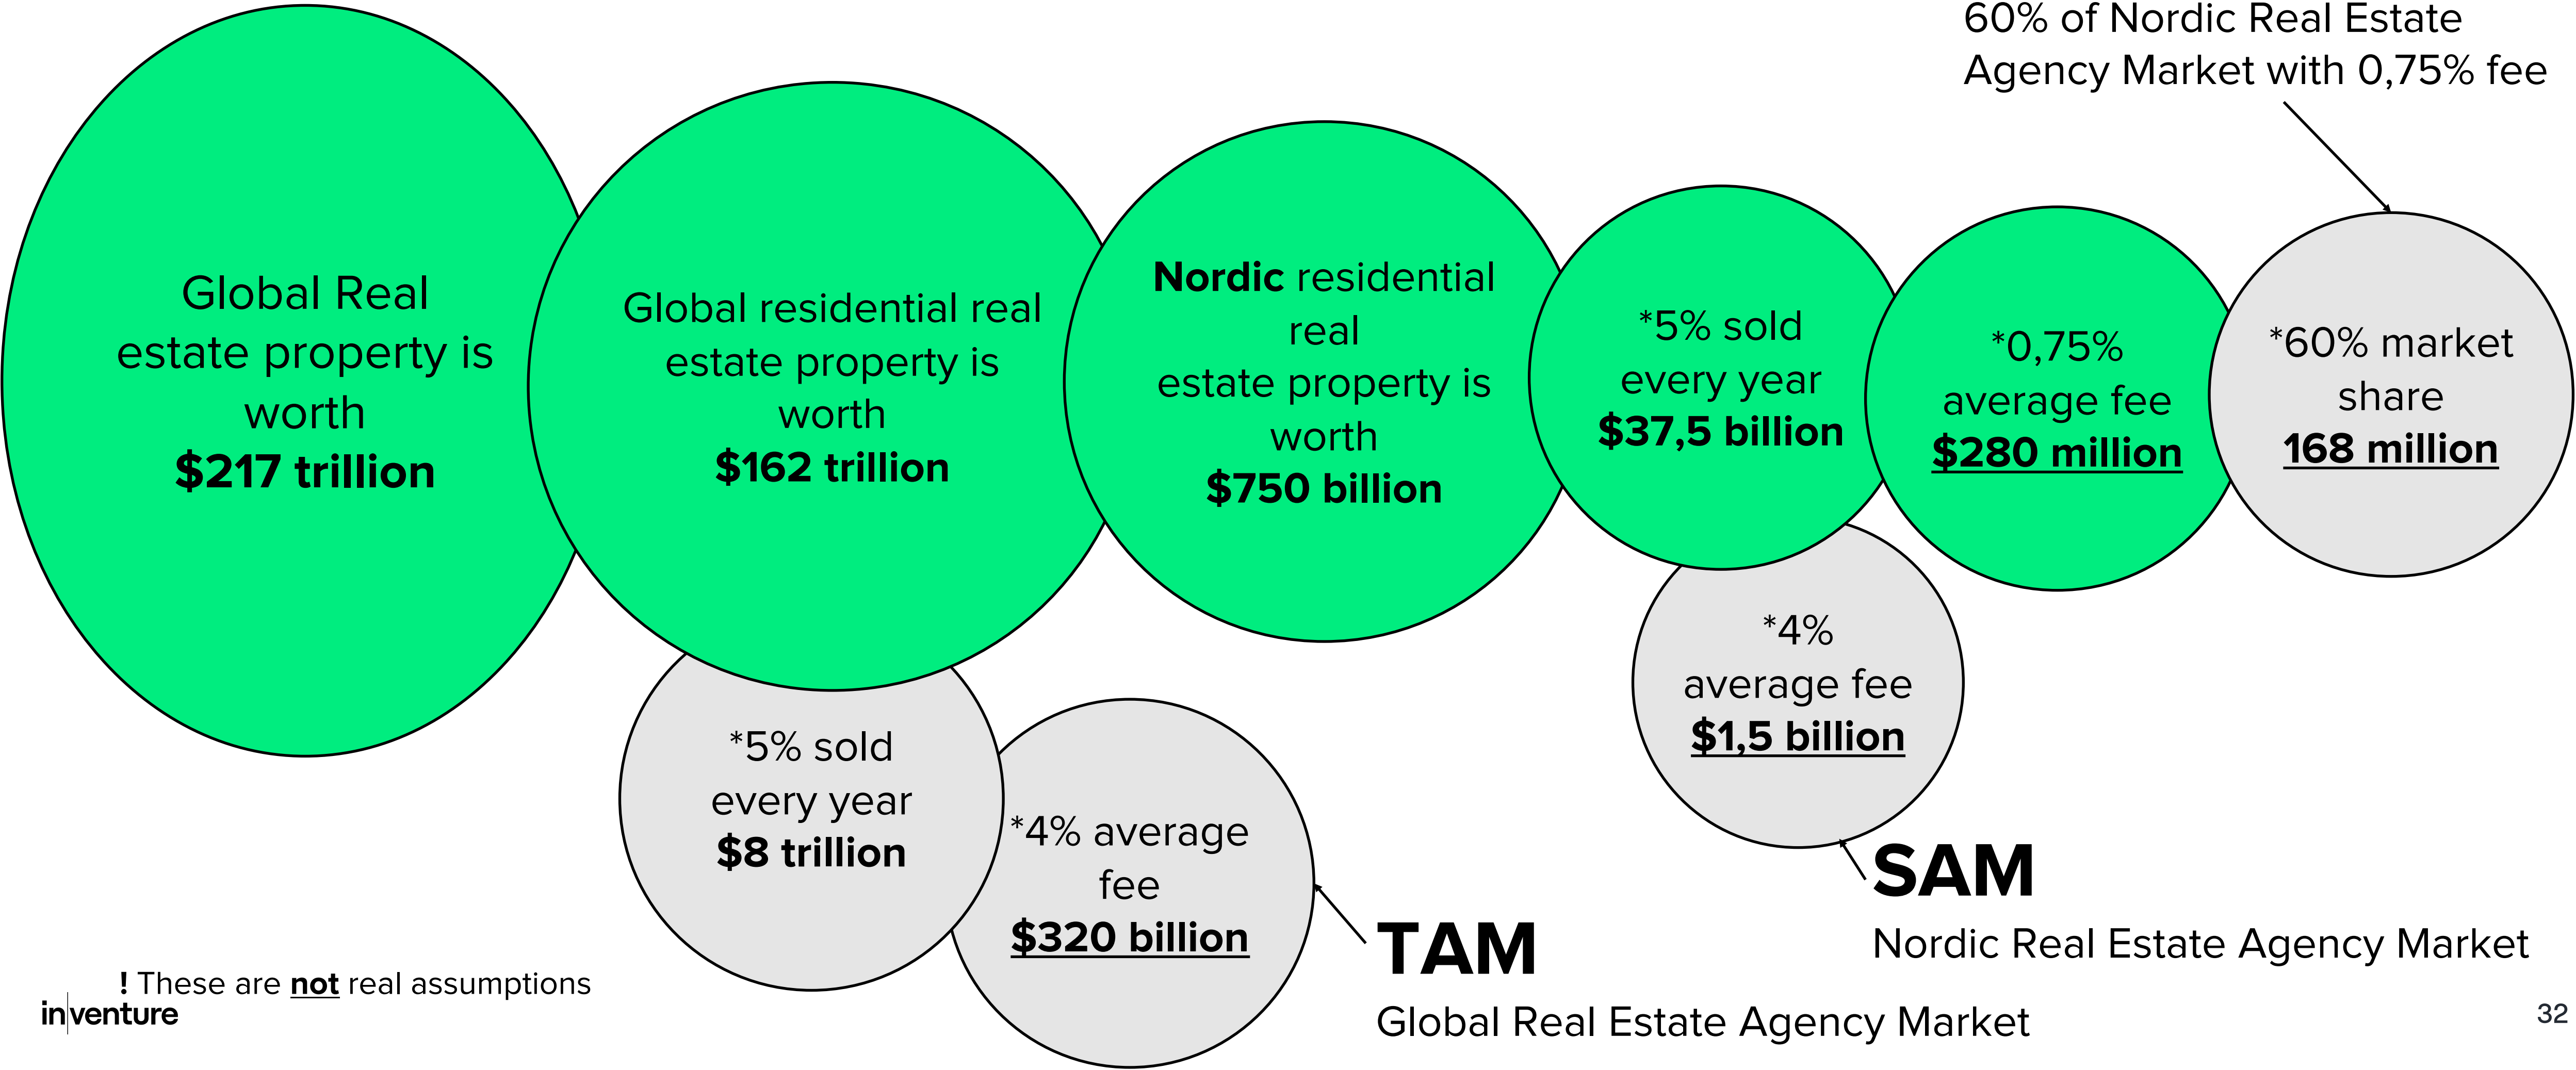 60% of Nordic Real Estate
Agency Market with 0,75% fee
Global Real
estate property is
worth
$217 trillion
Global residential real
estate property is
worth
$162 trillion
Nordic residential
real
estate property is
worth
$750 billion
*5% sold
every year
$37,5 billion
*0,75%
average fee
$280 million
*60% market
share
168 million
*5% sold
every year
$8 trillion
*4% average
fee
$320 billion
*4%
average fee
$1,5 billion
TAM
Global Real Estate Agency Market
SAM
Nordic Real Estate Agency Market
! These are not real assumptions
in|venture
32